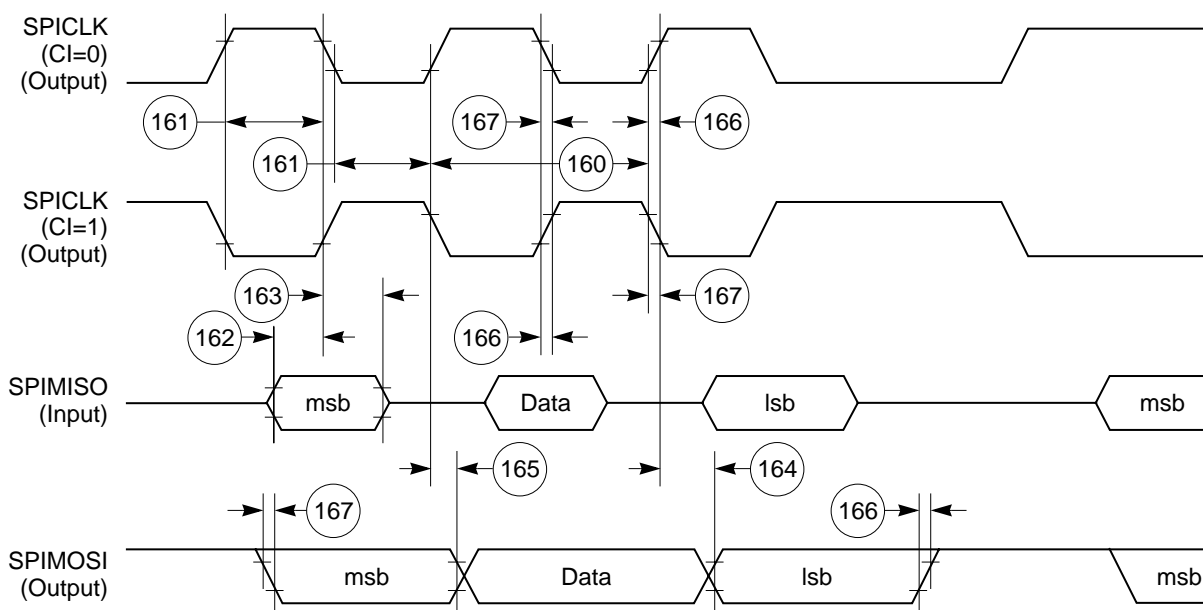 SPICLK
(CI=0)
(Output)
161
167
166
161
160
SPICLK
(CI=1)
(Output)
163
167
162
166
SPIMISO
(Input)
msb
Data
lsb
msb
165
164
167
166
SPIMOSI
(Output)
msb
Data
lsb
msb